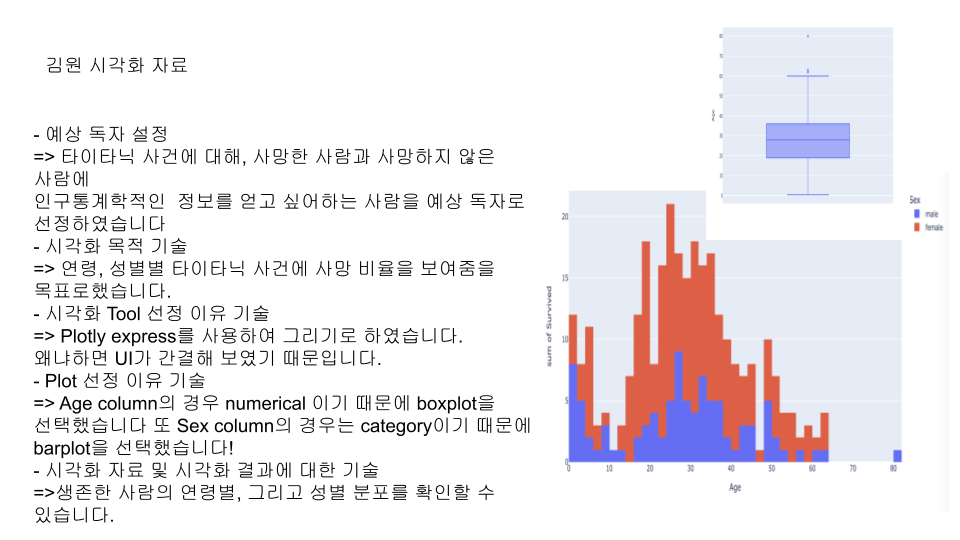 김원 시각화 자료
- 예상 독자 설정
=> 타이타닉 사건에 대해, 사망한 사람과 사망하지 않은
사람에
인구통계학적인  정보를 얻고 싶어하는 사람을 예상 독자로
선정하였습니다
- 시각화 목적 기술
=> 연령, 성별별 타이타닉 사건에 사망 비율을 보여줌을
목표로했습니다.
- 시각화 Tool 선정 이유 기술
=> Plotly express를 사용하여 그리기로 하였습니다.
왜냐하면 UI가 간결해 보였기 때문입니다.
- Plot 선정 이유 기술
=> Age column의 경우 numerical 이기 때문에 boxplot을
선택했습니다 또 Sex column의 경우는 category이기 때문에
barplot을 선택했습니다!
- 시각화 자료 및 시각화 결과에 대한 기술
=>생존한 사람의 연령별, 그리고 성별 분포를 확인할 수
있습니다.
80
70
60
50
40
30
20
10
0
Age
Sex
male
female
20
15
10
5
0
sum of Survived
0 10 20 30 40 50 60 70 80
Age